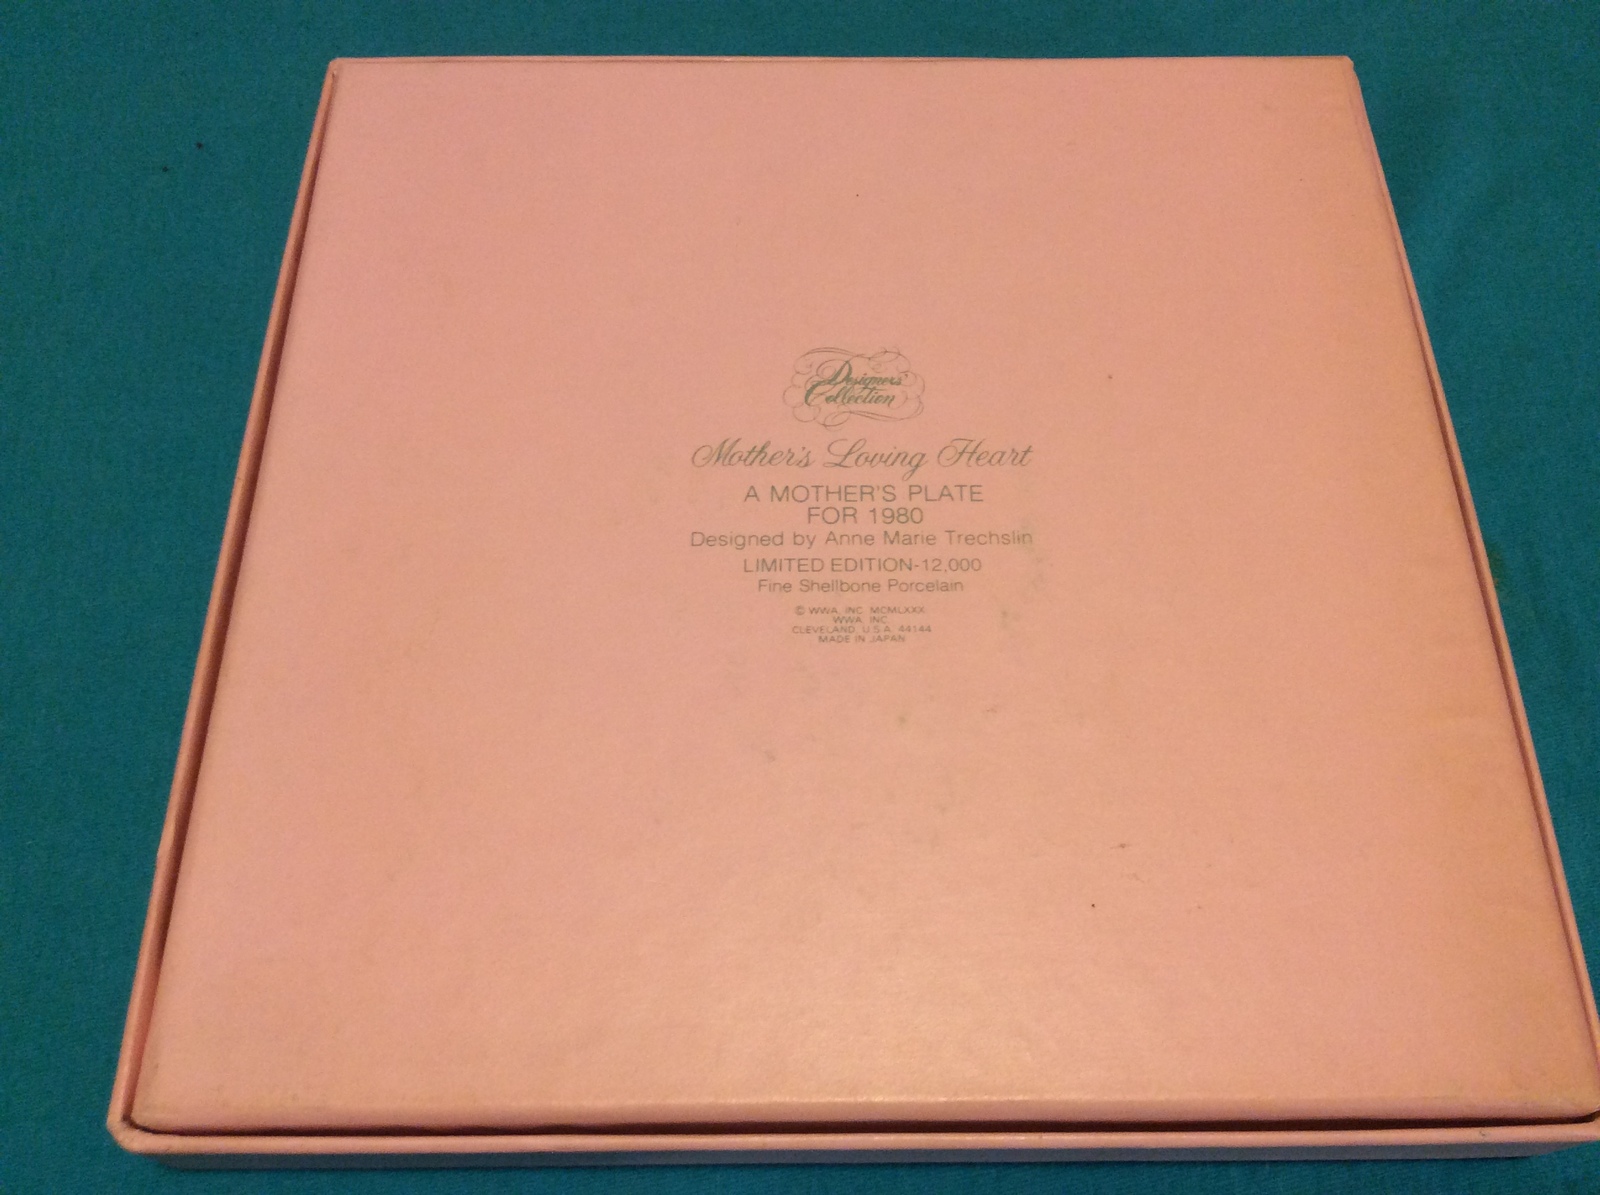 Designers'
Collection
Mother's Loving Heart
A MOTHER'S PLATE
FOR 1980
Designed by Anne Marie Trechslin
LIMITED EDITION-12,000
Fine Shellbone Porcelain
© WWA, INC. MCMLXXX
WWA, INC.
CLEVELAND, U.S.A. 44144
MADE IN JAPAN